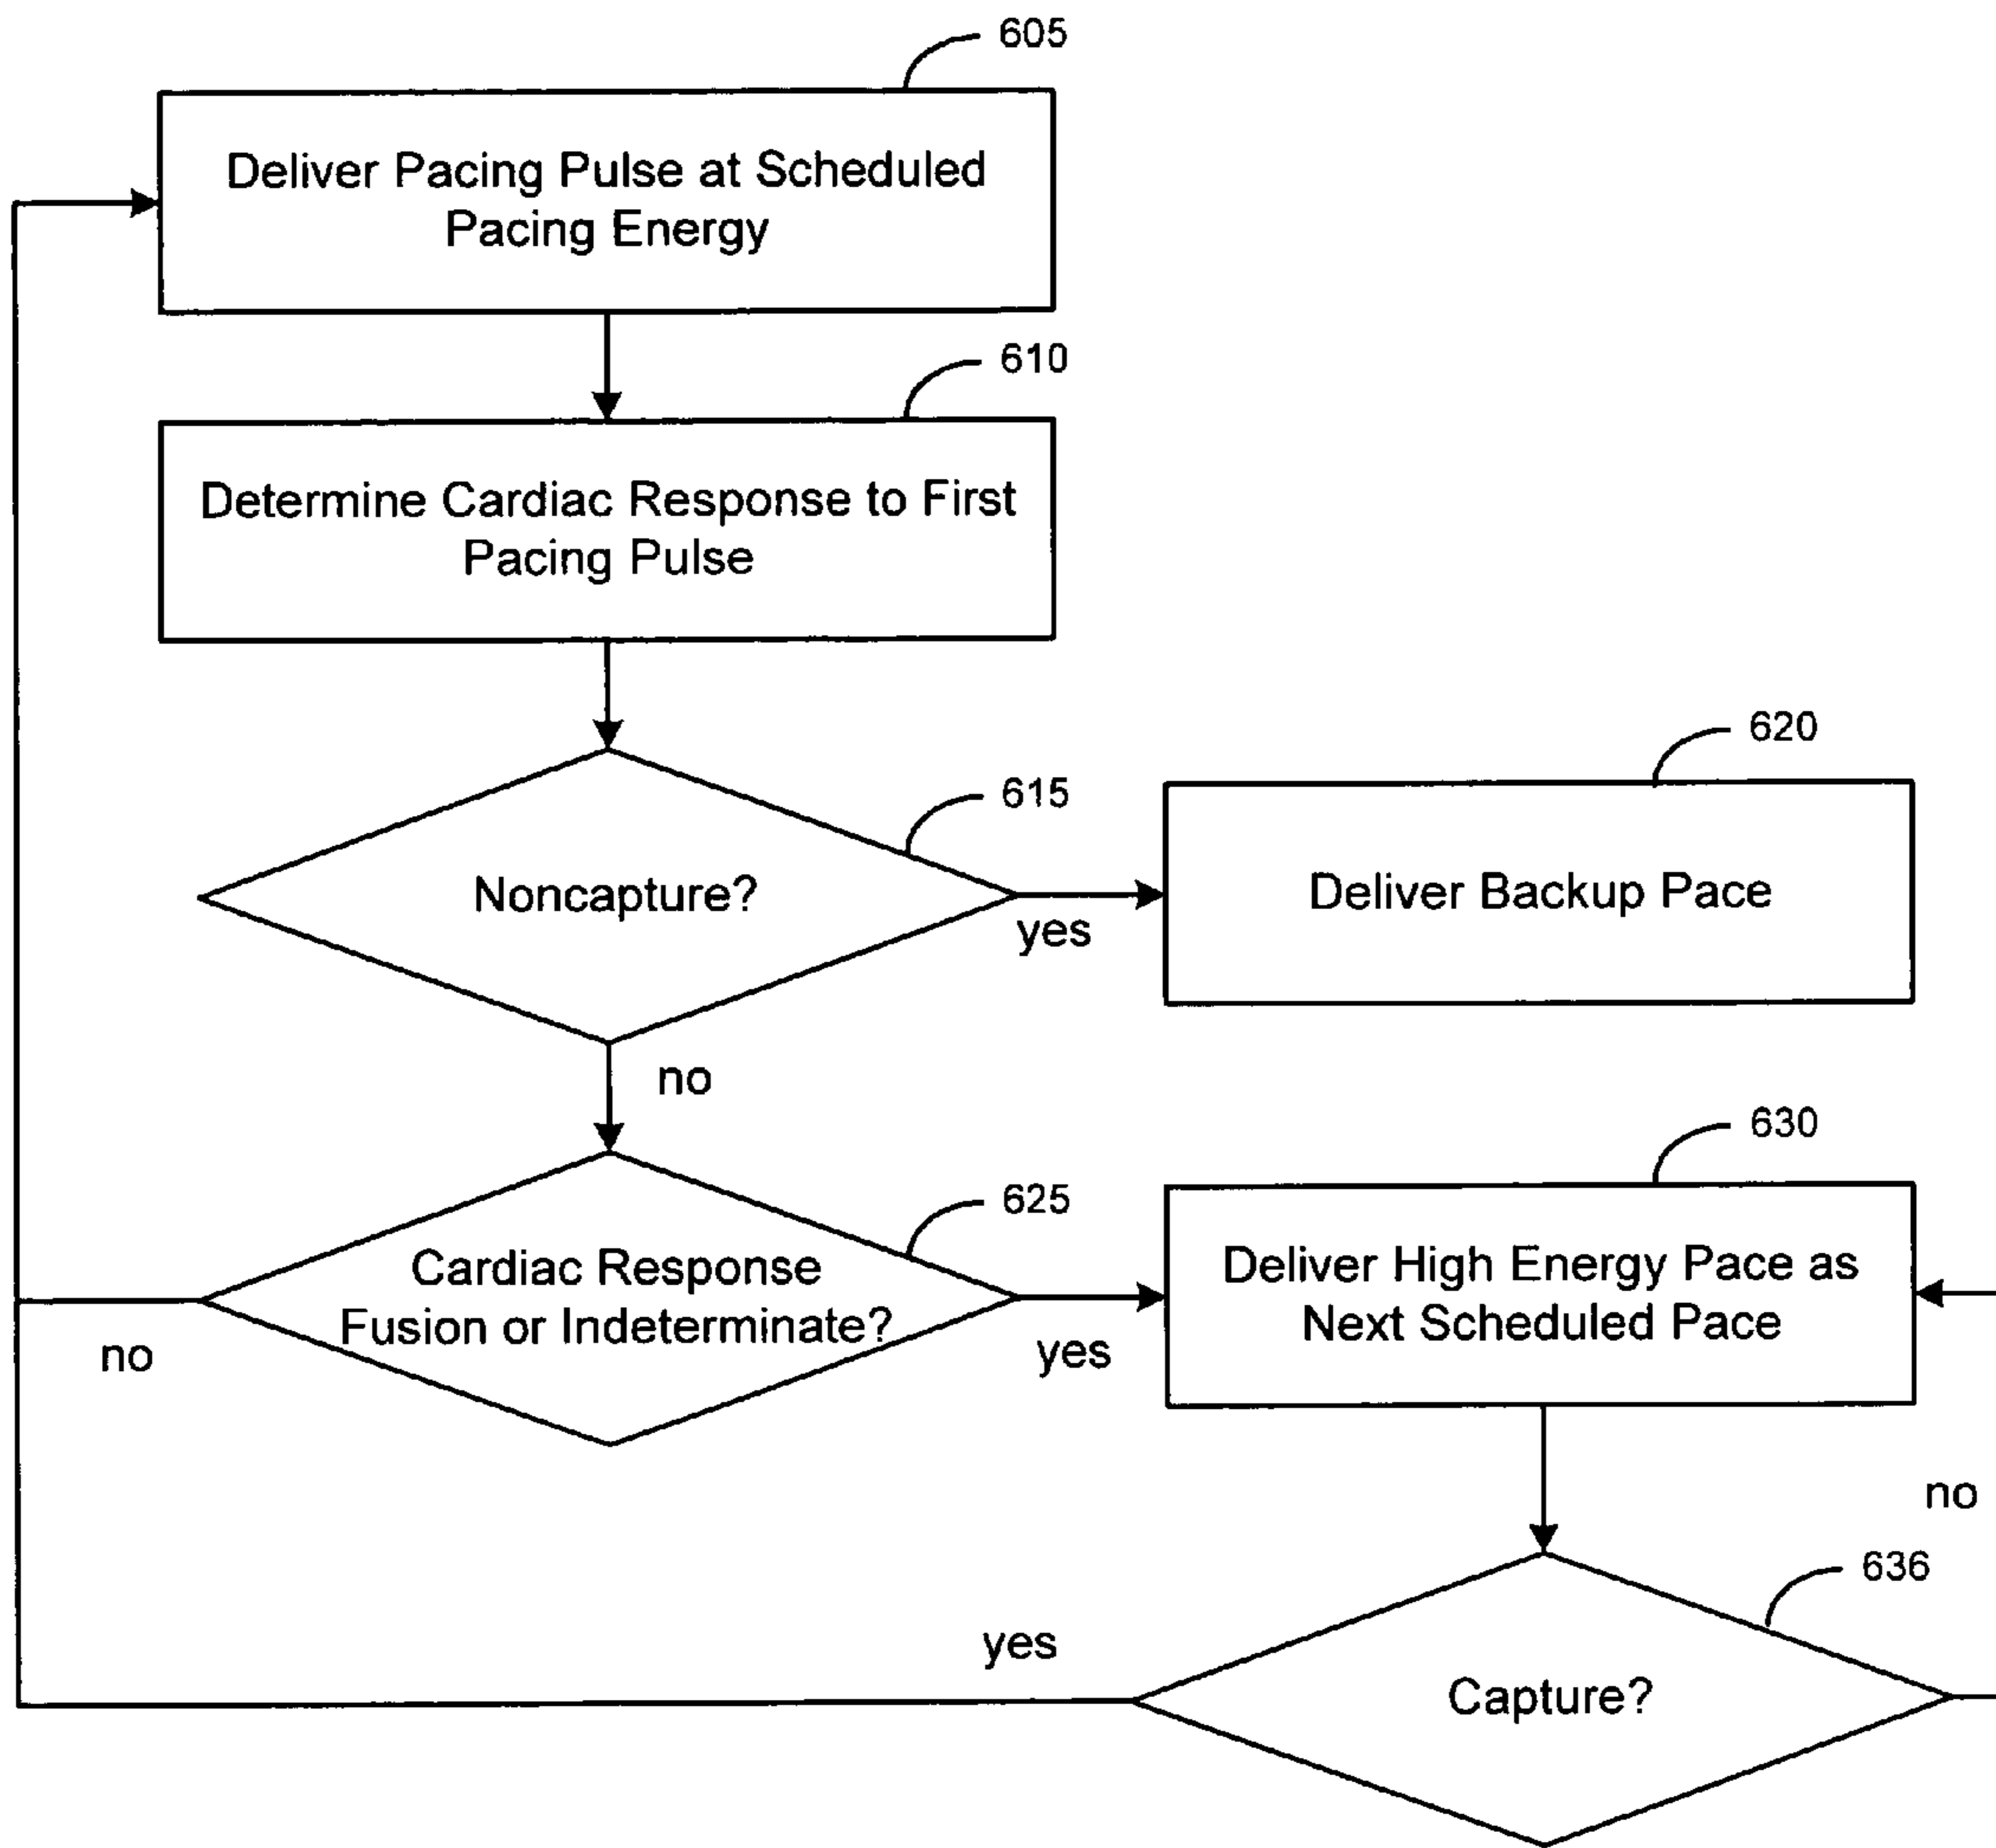 605
Deliver Pacing Pulse at Scheduled
Pacing Energy
610
Determine Cardiac Response to First
Pacing Pulse
615
Noncapture?
yes
620
Deliver Backup Pace
no
625
Cardiac Response
Fusion or Indeterminate?
no
yes
630
Deliver High Energy Pace as
Next Scheduled Pace
no
636
Capture?
yes